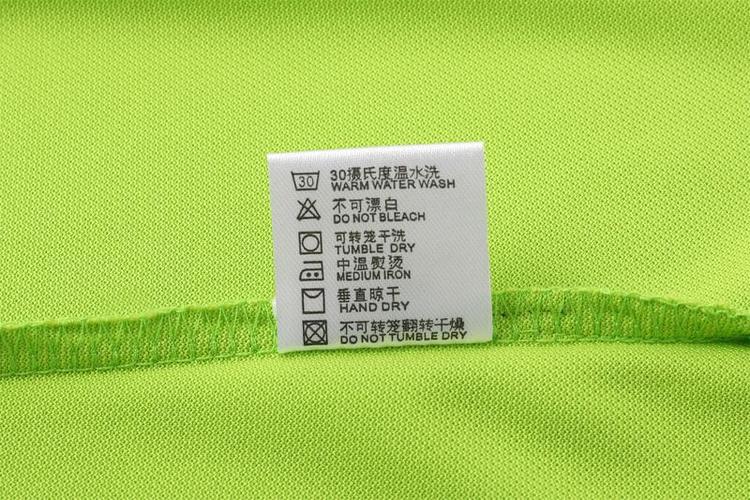 30
30摄氏度温水洗
WARM WATER WASH
不可漂白
DO NOT BLEACH
可转笼干洗
TUMBLE DRY
中温熨烫
MEDIUM IRON
垂直晾干
HAND DRY
不可转笼翻转干燥
DO NOT TUMBLE DRY